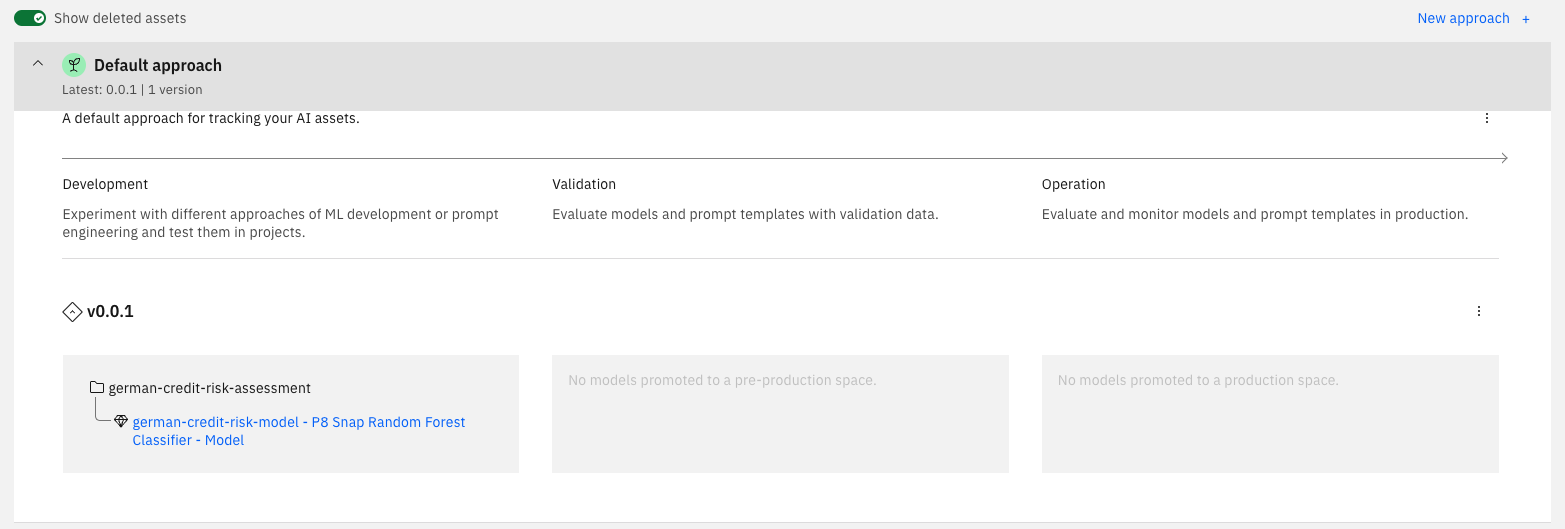 Show deleted assets
New approach +
Default approach
Latest: 0.0.1 | 1 version
A default approach for tracking your AI assets.
Development
Experiment with different approaches of ML development or prompt
engineering and test them in projects.
Validation
Evaluate models and prompt templates with validation data.
Operation
Evaluate and monitor models and prompt templates in production.
v0.0.1
german-credit-risk-assessment
german-credit-risk-model - P8 Snap Random Forest
Classifier - Model
No models promoted to a pre-production space.
No models promoted to a production space.